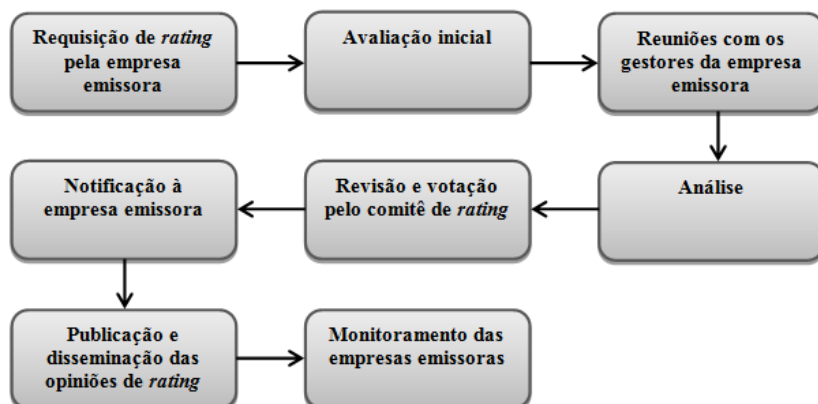 Requisição de rating
pela empresa
emissora
Avaliação inicial
Reuniões com os
gestores da empresa
emissora
Análise
Revisão e votação
pelo comitê de rating
Notificação à
empresa emissora
Publicação e
disseminação das
opiniões de rating
Monitoramento das
empresas emissoras